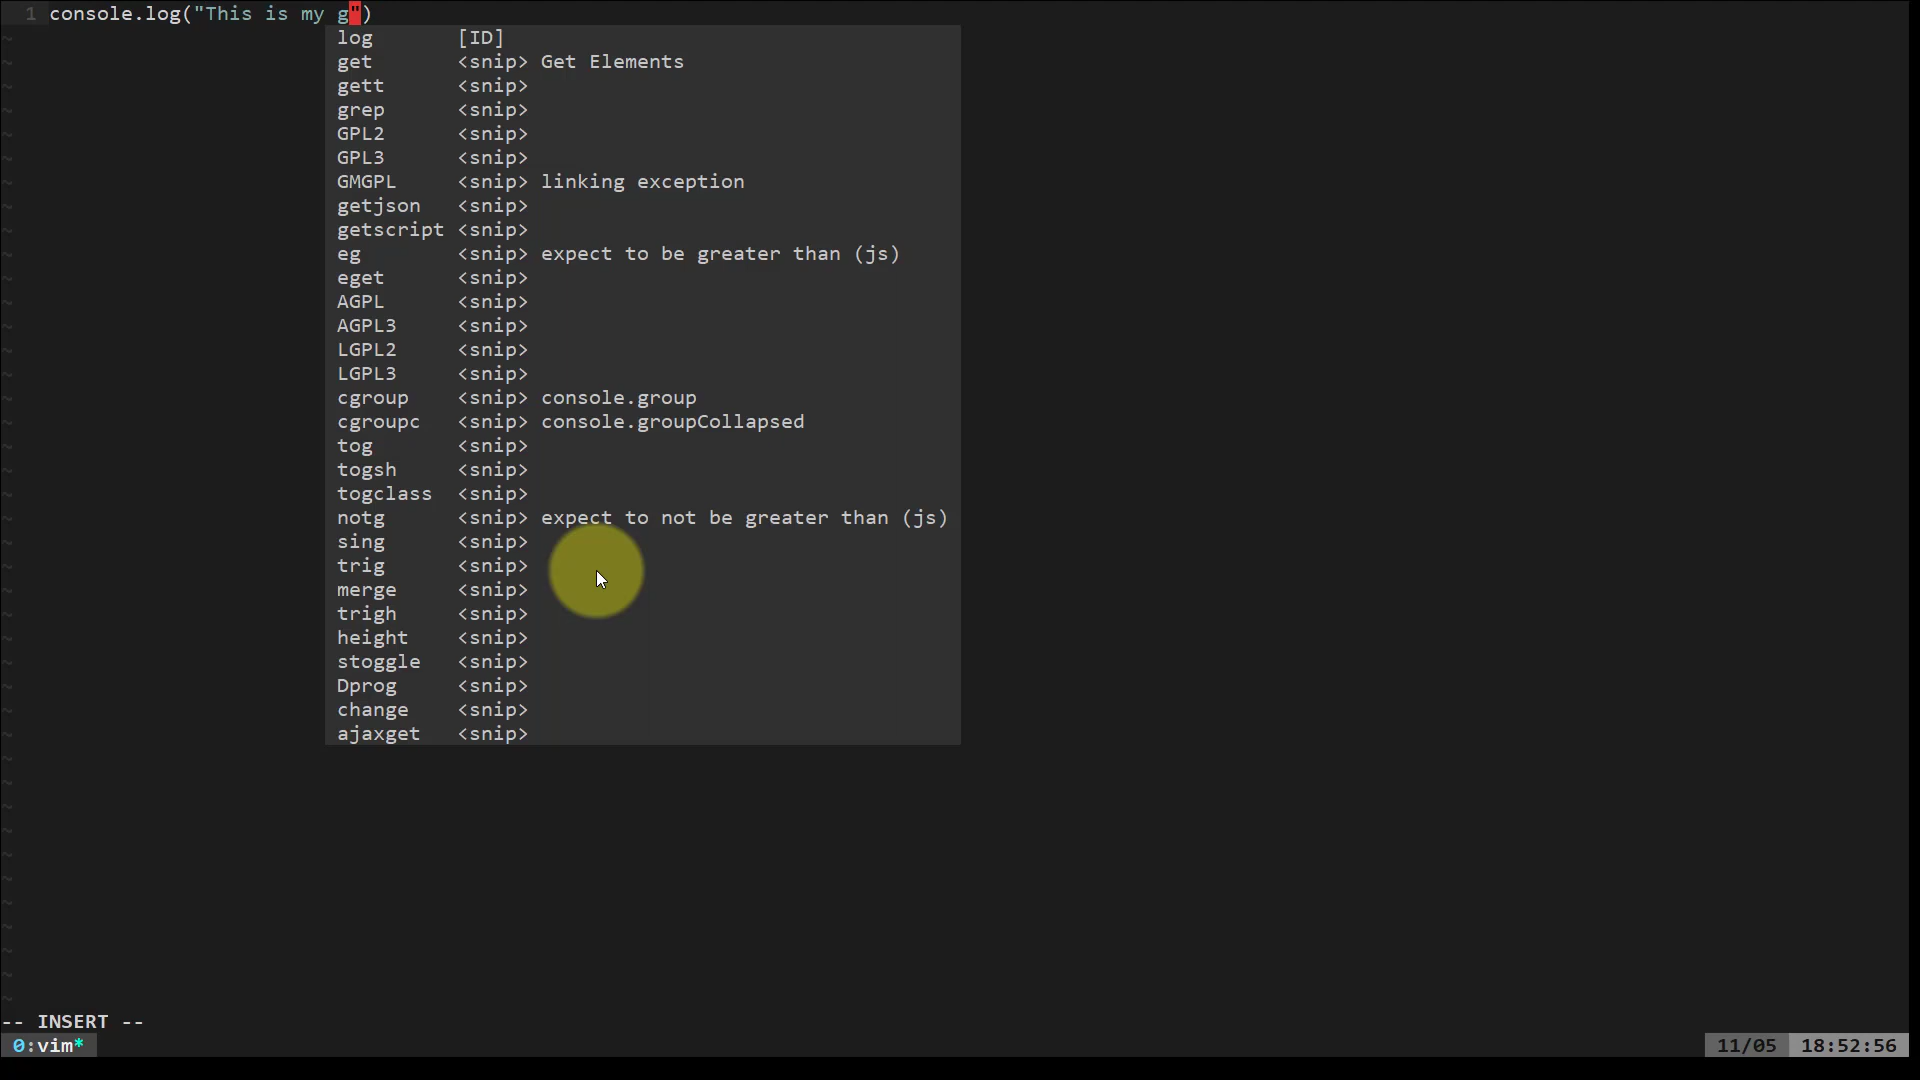 1 console.log("This is my g")
log [ID]
get <snip> Get Elements
gett <snip>
grep <snip>
GPL2 <snip>
GPL3 <snip>
GMGPL <snip> linking exception
getjson <snip>
getscript <snip>
eg <snip> expect to be greater than (js)
eget <snip>
AGPL <snip>
AGPL3 <snip>
LGPL2 <snip>
LGPL3 <snip>
cgroup <snip> console.group
cgroupc <snip> console.groupCollapsed
tog <snip>
togsh <snip>
togclass <snip>
notg <snip> expect to not be greater than (js)
sing <snip>
trig <snip>
merge <snip>
trigh <snip>
height <snip>
stoggle <snip>
Dprog <snip>
change <snip>
ajaxget <snip>
-- INSERT --
0:vim* 11/05 18:52:56